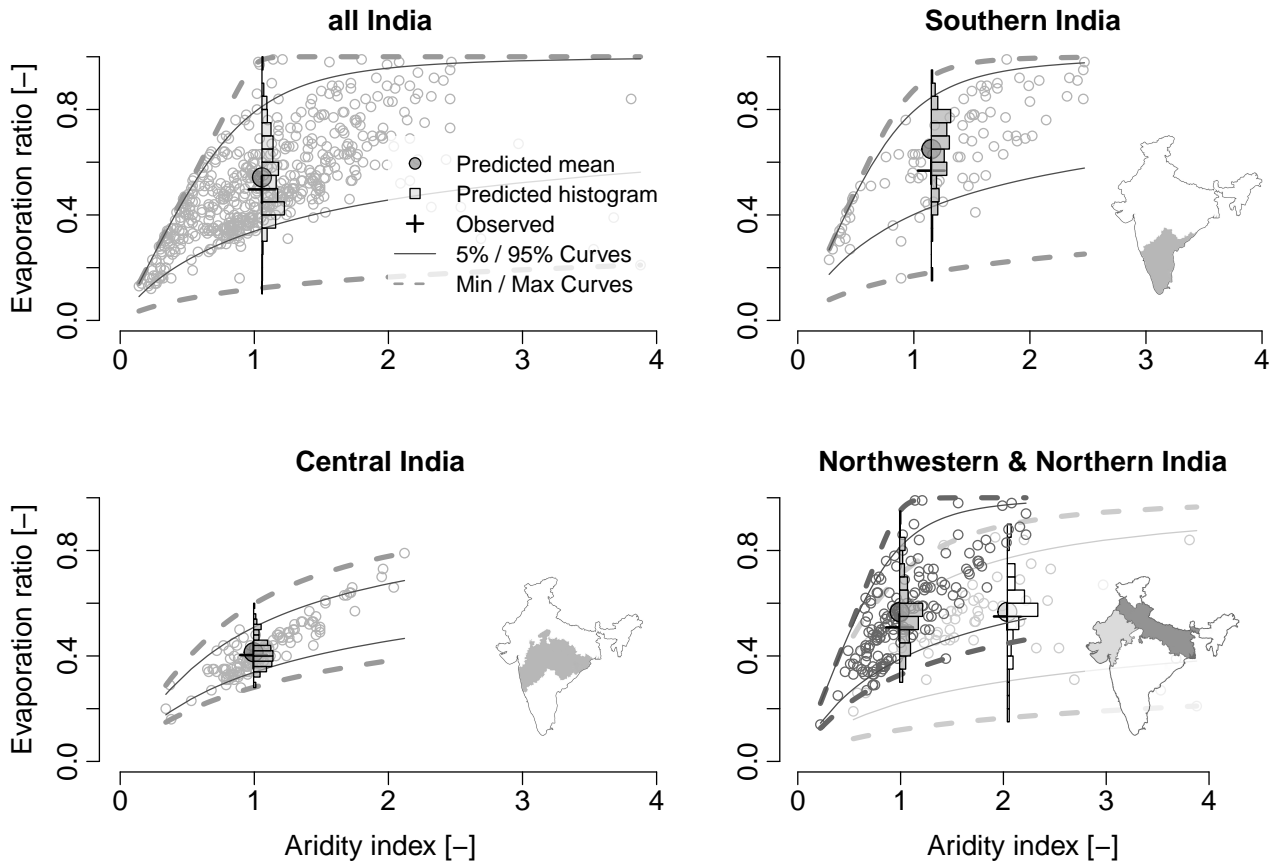 all India
Southern India
Evaporation ratio [–]
0.0 0.4 0.8
0 1 2 3 4
Predicted mean
Predicted histogram
Observed
5% / 95% Curves
Min / Max Curves
0.0 0.4 0.8
0 1 2 3 4
Central India
Northwestern & Northern India
Evaporation ratio [–]
0.0 0.4 0.8
0 1 2 3 4
Aridity index [–]
0.0 0.4 0.8
0 1 2 3 4
Aridity index [–]